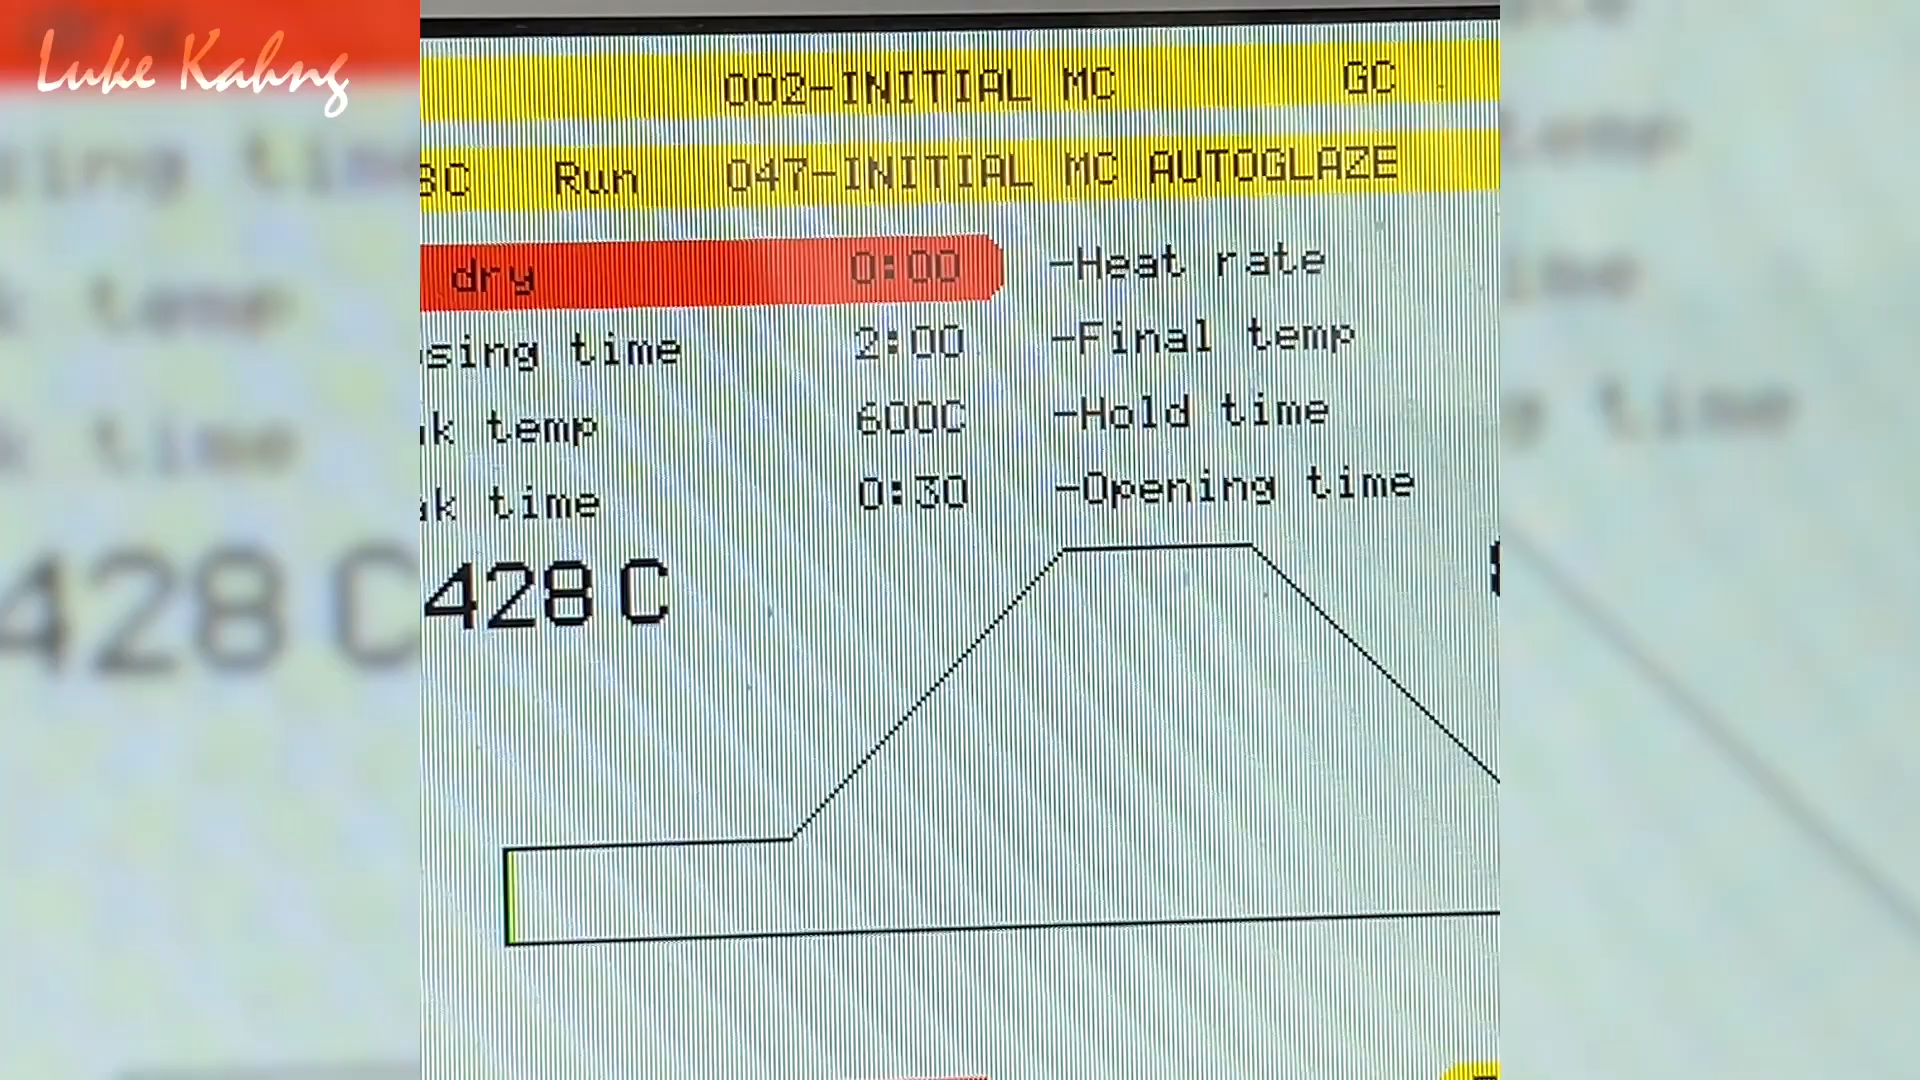 Luke Kahng
002-INITIAL MC GC
Run 047-INITIAL MC AUTOGLAZE
dry 0:00 -Heat rate
time 2:00 -Final temp
temp 600C -Hold time
time 0:30 -Opening time
428 C